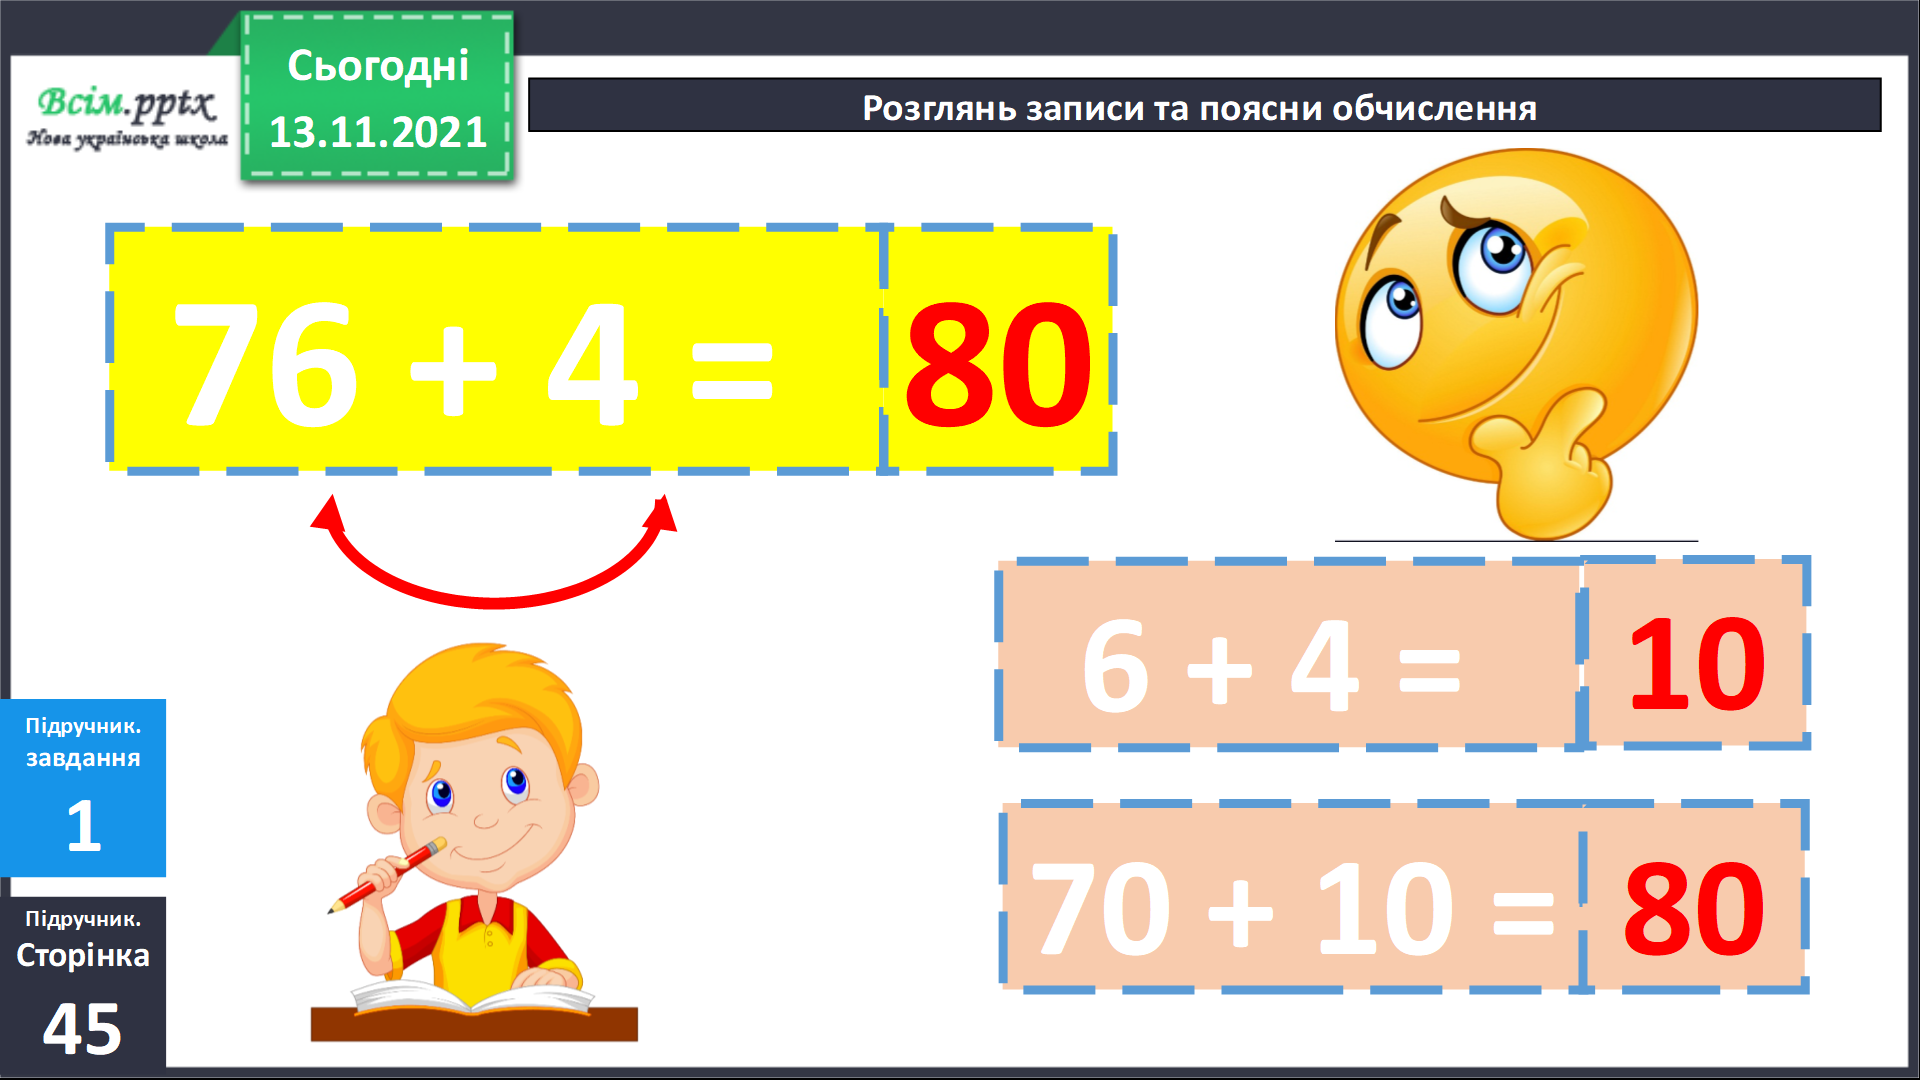 Всім.pptx
Нова українська школа
Сьогодні
13.11.2021
Розглянь записи та поясни обчислення
76 + 4 = 80
6 + 4 = 10
70 + 10 = 80
Підручник.
завдання
1
Підручник.
Сторінка
45